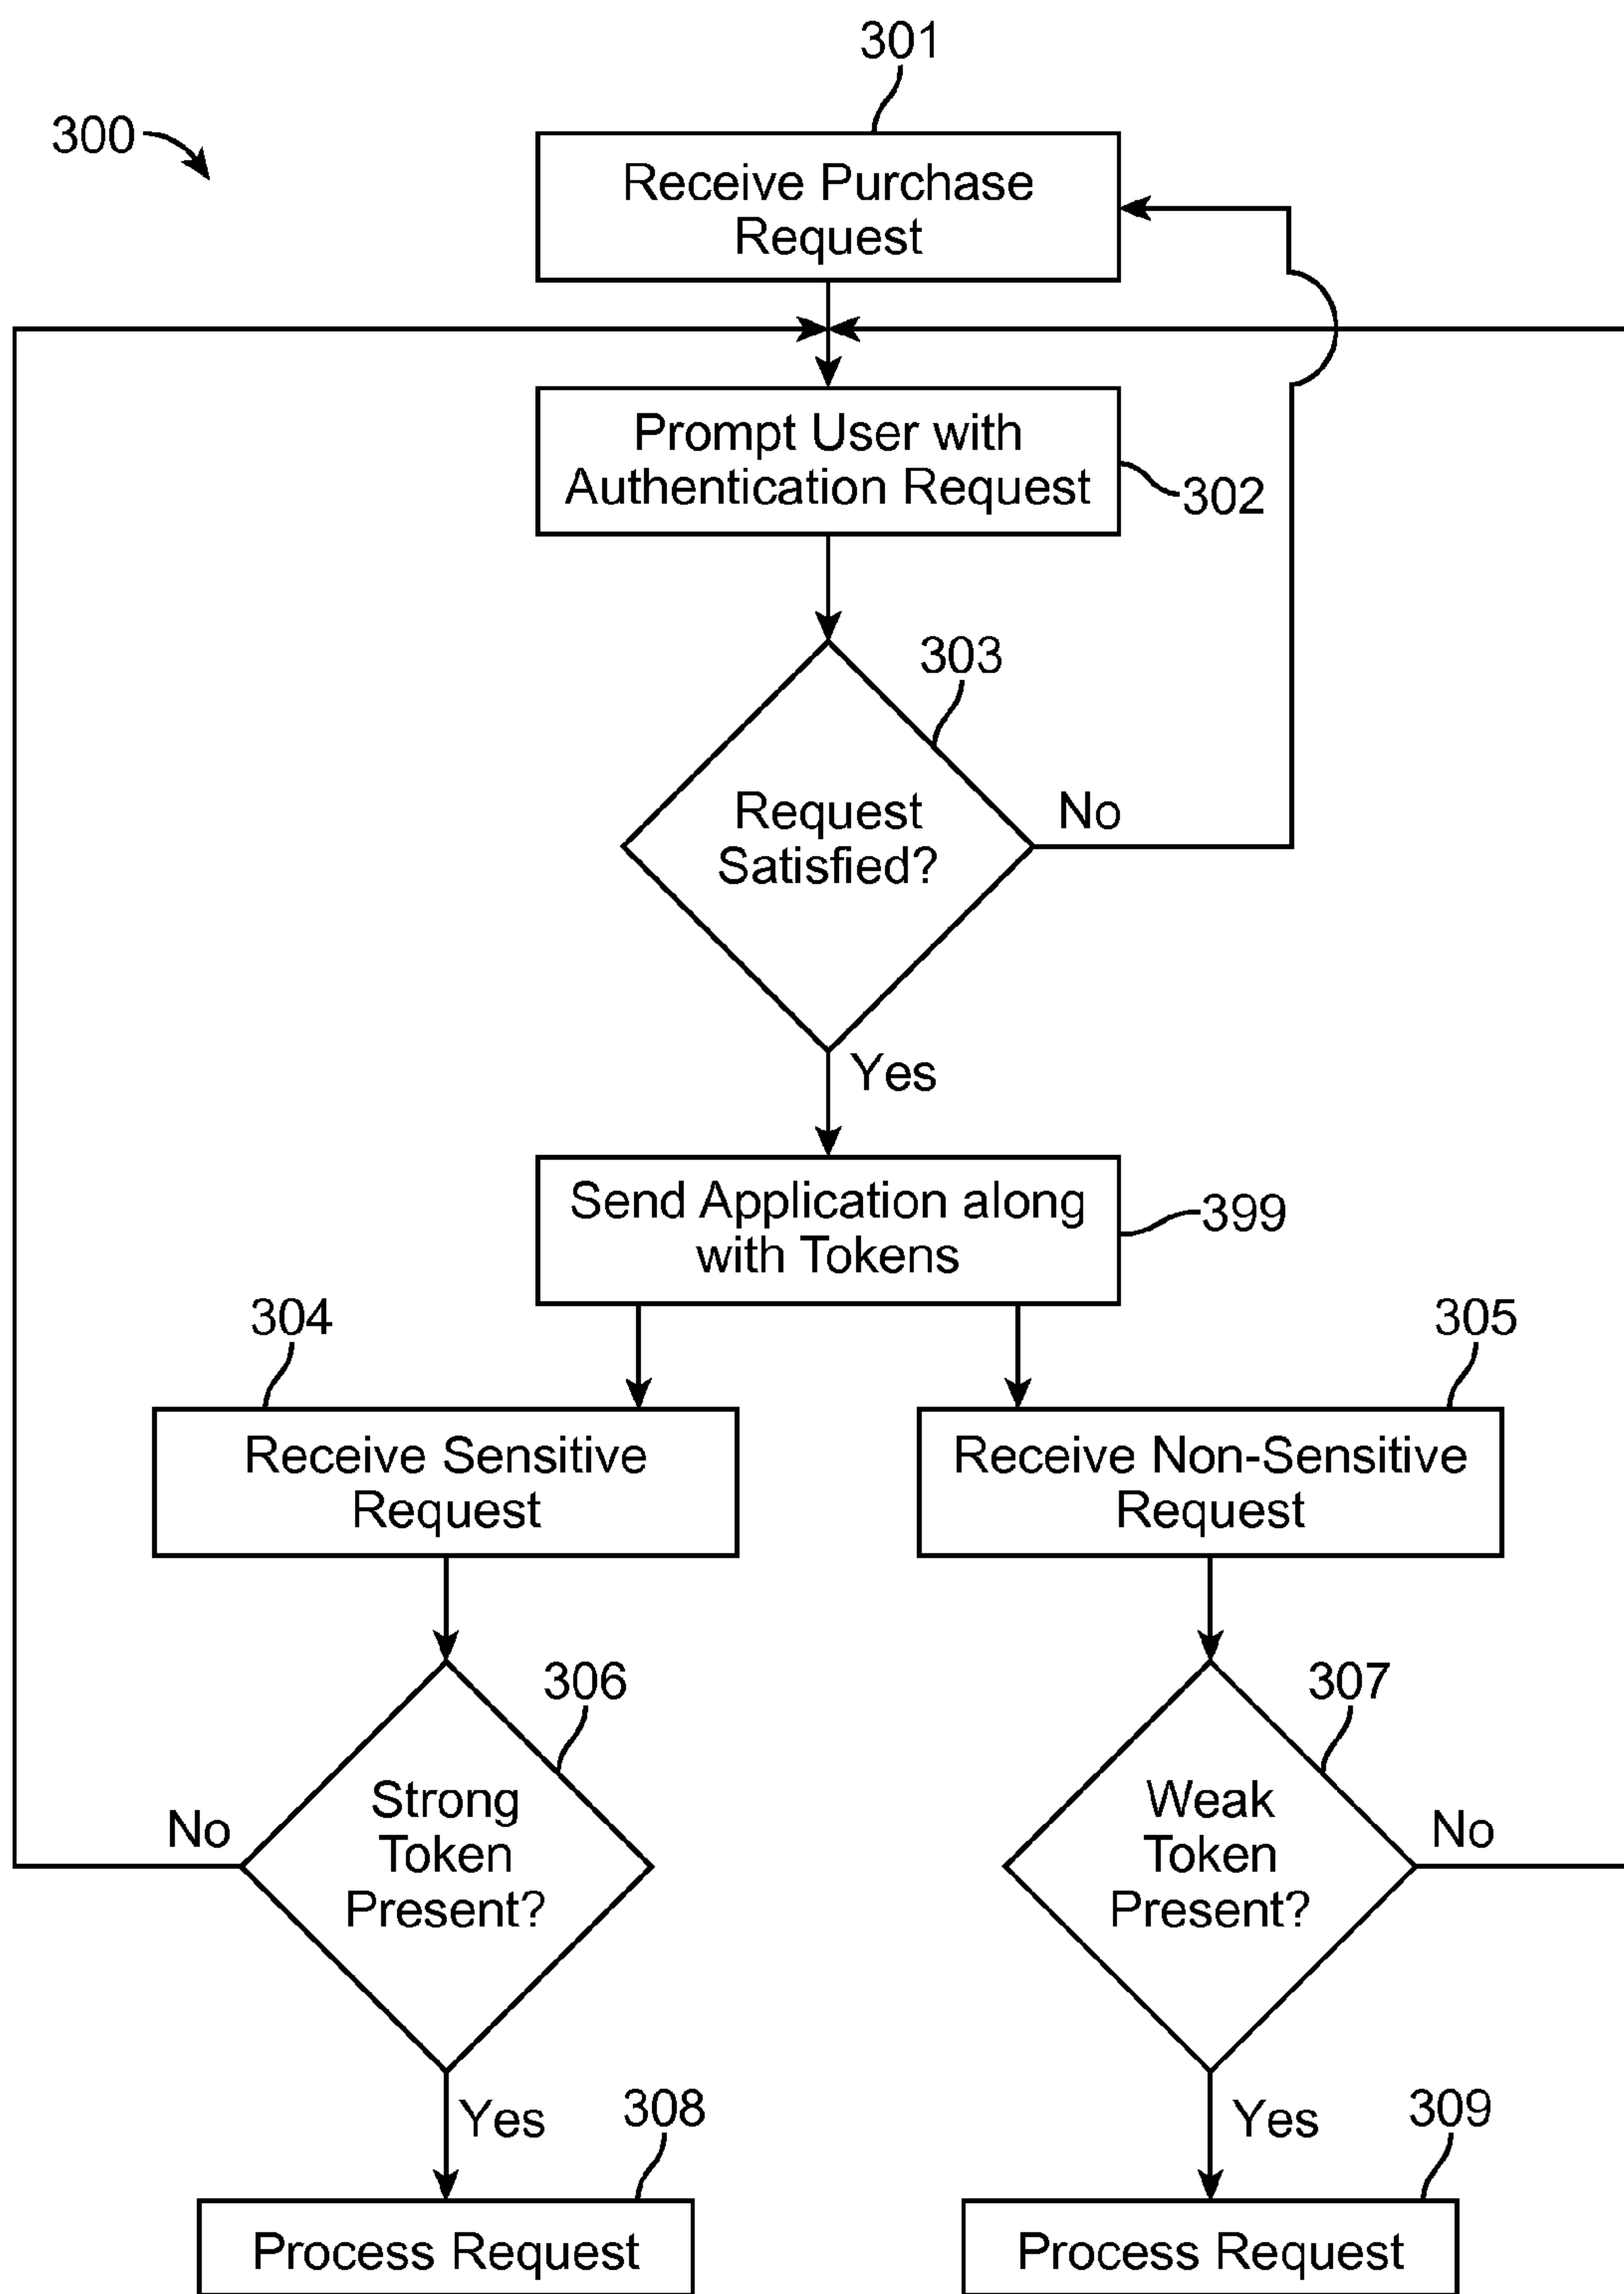 301
300
Receive Purchase
Request
Prompt User with
Authentication Request
302
303
Request
Satisfied?
No
Yes
Send Application along
with Tokens
399
304
305
Receive Sensitive
Request
Receive Non-Sensitive
Request
306
307
Strong
Token
Present?
No
Weak
Token
Present?
No
Yes
308
Yes
309
Process Request
Process Request